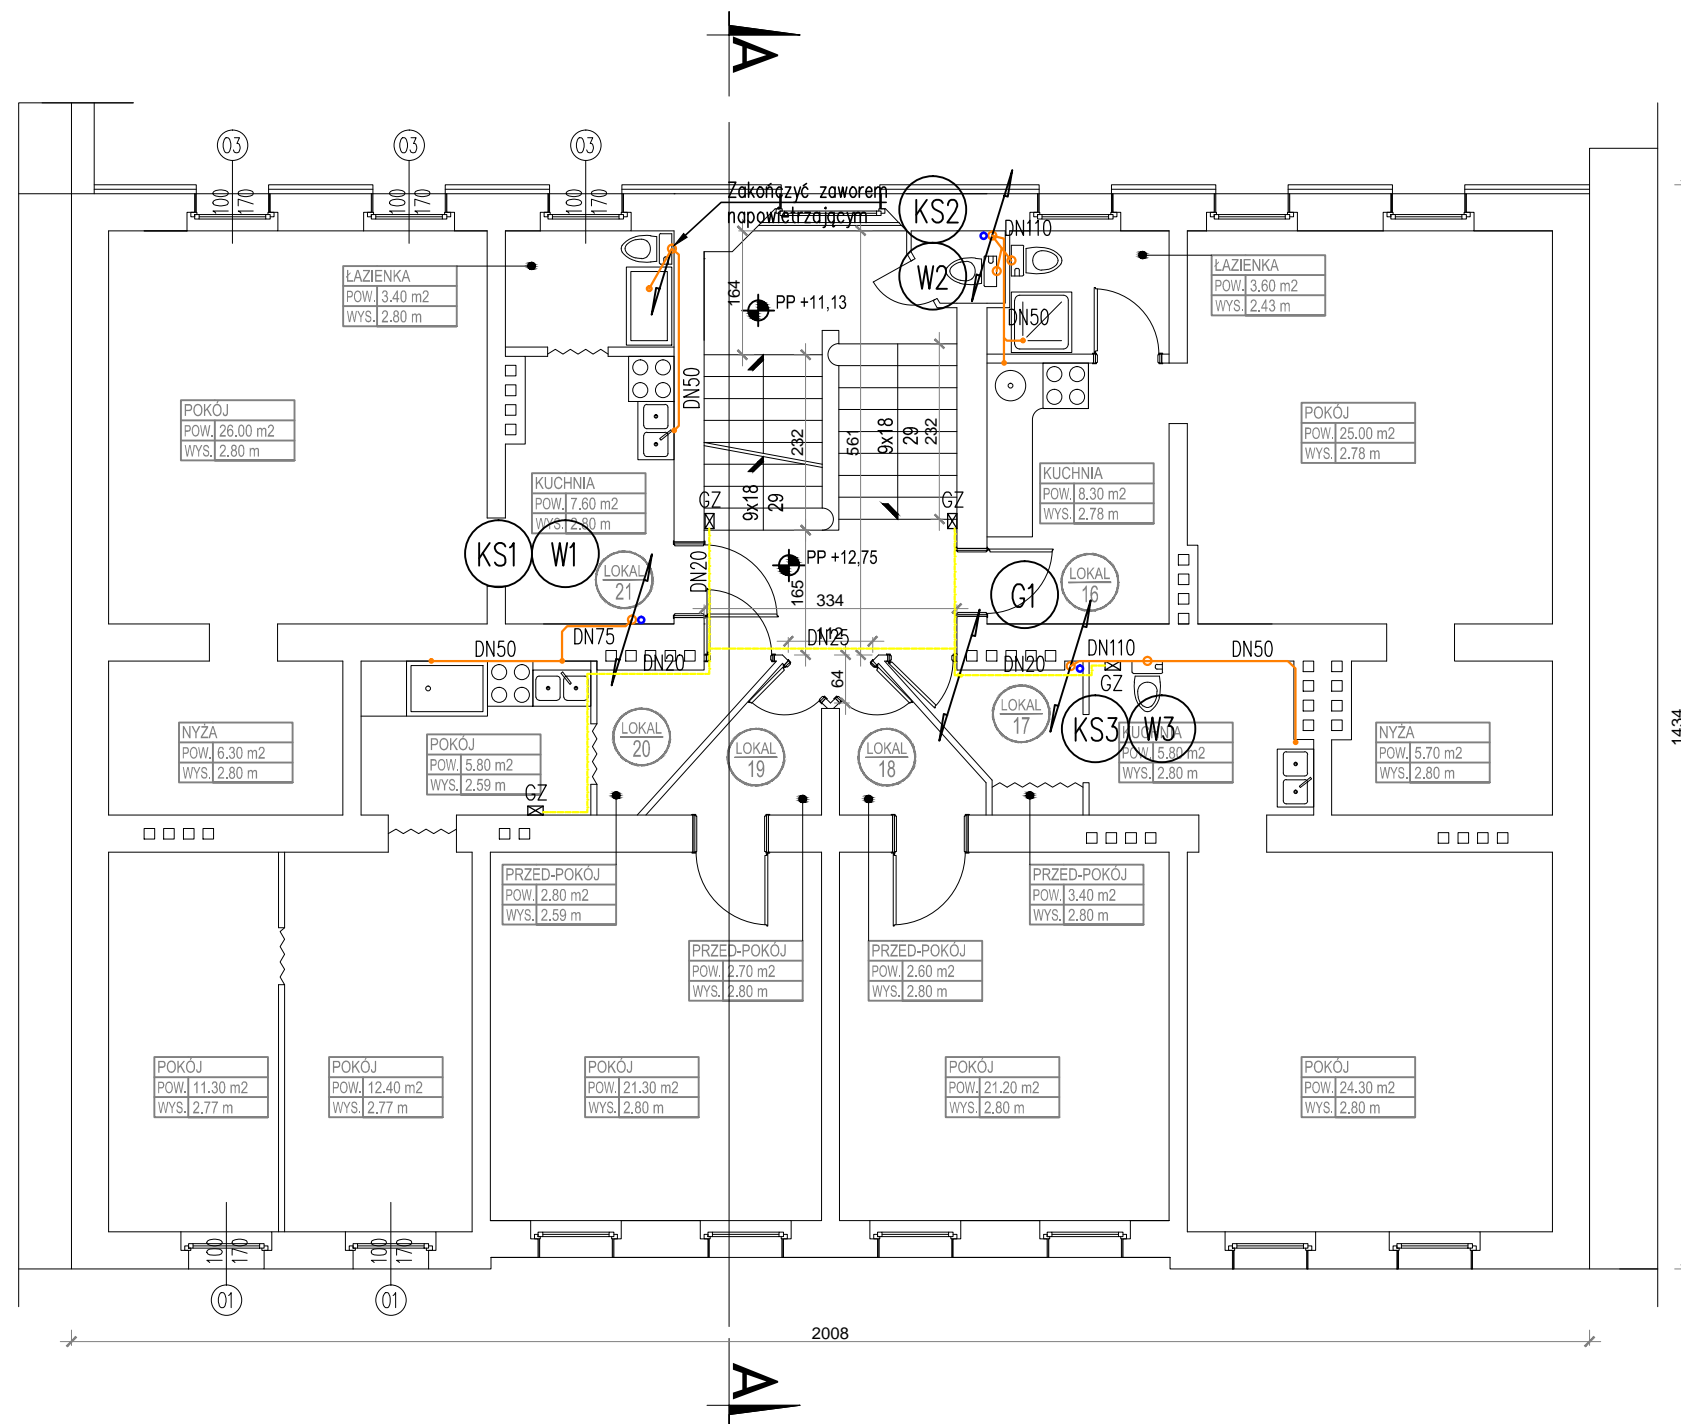 A
03
03
03
100
170
100
170
100
170
Zakończyć zaworem
napowietrzającym
KS2
DN110
W2
ŁAZIENKA
POW. 3.40 m2
WYS. 2.80 m
164
PP +11,13
DN50
ŁAZIENKA
POW. 3.60 m2
WYS. 2.43 m
DN50
POKÓJ
POW. 26.00 m2
WYS. 2.80 m
232
561
9x18
29
232
POKÓJ
POW. 25.00 m2
WYS. 2.78 m
KUCHNIA
POW. 7.60 m2
WYS. 2.80 m
GZ
9x18
29
GZ
KUCHNIA
POW. 8.30 m2
WYS. 2.78 m
KS1
W1
LOKAL
21
DN20
PP +12,75
165
334
G1
LOKAL
16
DN50
DN75
DN20
112
DN25
DN20
DN110
DN50
64
GZ
NYŻA
POW. 6.30 m2
WYS. 2.80 m
POKÓJ
POW. 5.80 m2
WYS. 2.59 m
LOKAL
20
LOKAL
19
LOKAL
18
LOKAL
17
KS3
W3
KUCHNIA
POW. 5.80 m2
WYS. 2.80 m
NYŻA
POW. 5.70 m2
WYS. 2.80 m
1434
GZ
PRZED-POKÓJ
POW. 2.80 m2
WYS. 2.59 m
PRZED-POKÓJ
POW. 2.70 m2
WYS. 2.80 m
PRZED-POKÓJ
POW. 2.60 m2
WYS. 2.80 m
PRZED-POKÓJ
POW. 3.40 m2
WYS. 2.80 m
POKÓJ
POW. 11.30 m2
WYS. 2.77 m
POKÓJ
POW. 12.40 m2
WYS. 2.77 m
POKÓJ
POW. 21.30 m2
WYS. 2.80 m
POKÓJ
POW. 21.20 m2
WYS. 2.80 m
POKÓJ
POW. 24.30 m2
WYS. 2.80 m
100
170
100
170
01
01
2008
A